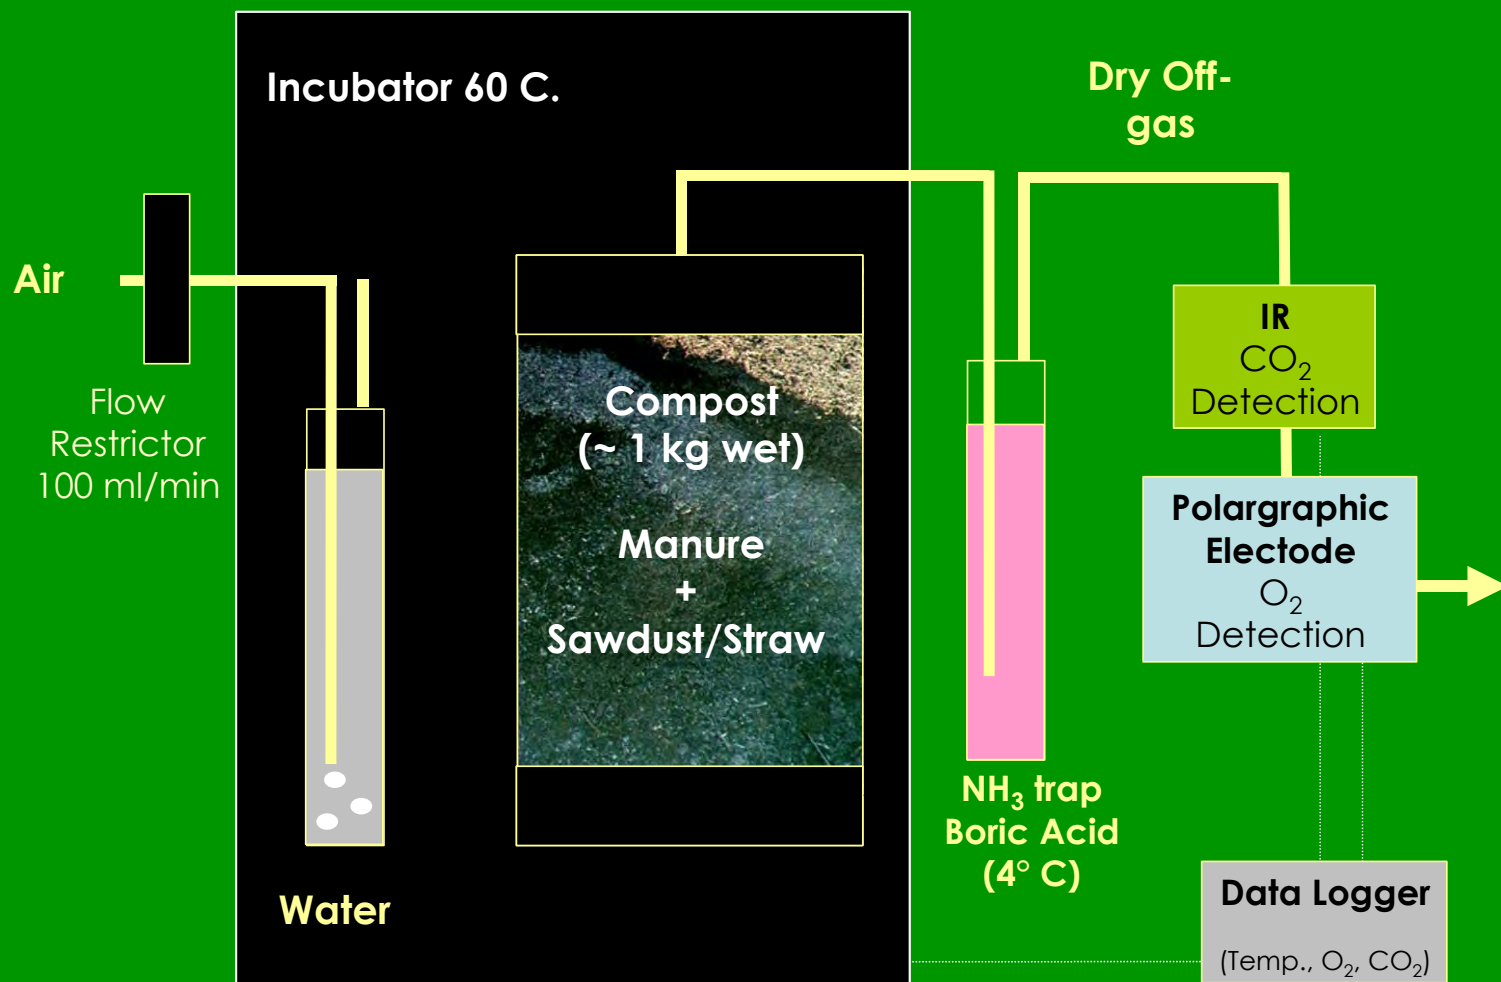 Incubator 60 C.
Dry Off-
gas
Air
Flow
Restrictor
100 ml/min
Water
Compost
(~ 1 kg wet)
Manure
+
Sawdust/Straw
NH₃ trap
Boric Acid
(4° C)
IR
CO₂
Detection
Polargraphic
Electode
O₂
Detection
Data Logger
(Temp., O₂, CO₂)